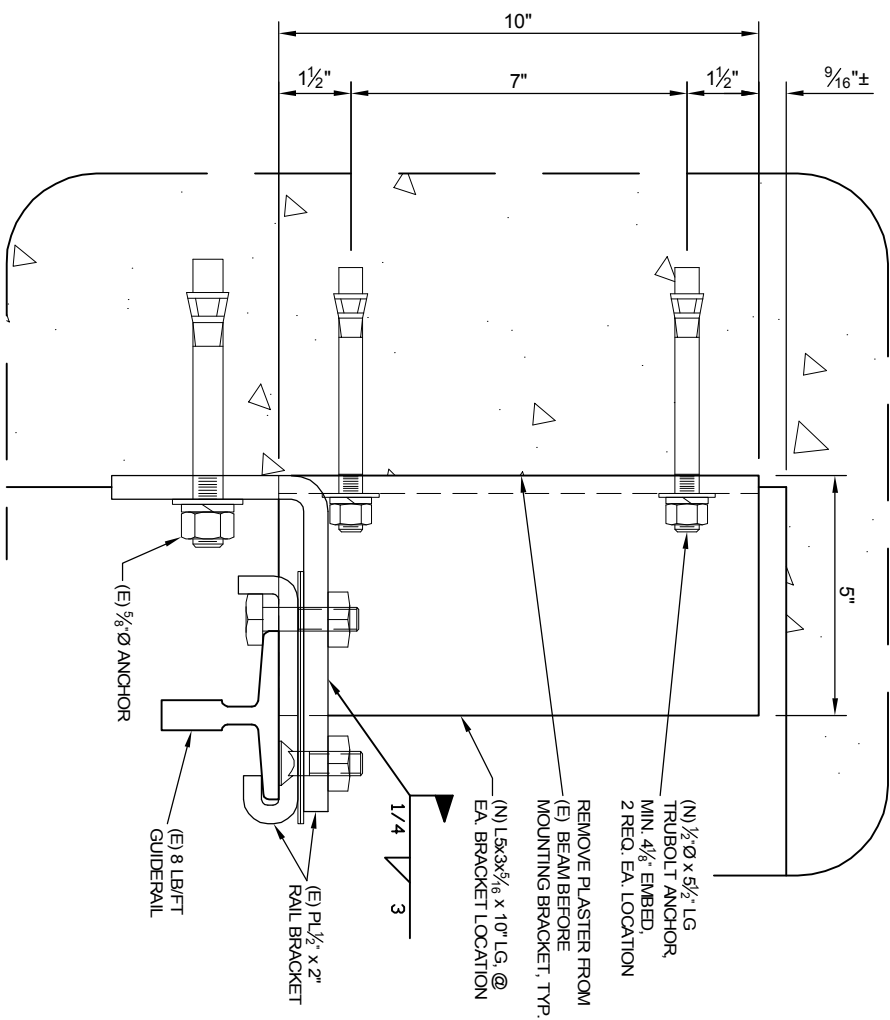 10"
1½"
7"
1½"
9⁄16"±
5"
(N) ½"Ø x 5½" LG
TRUBOLT ANCHOR,
MIN. 4⅛" EMBED,
2 REQ. EA. LOCATION
REMOVE PLASTER FROM
(E) BEAM BEFORE
MOUNTING BRACKET, TYP.
(N) L5x3x5⁄16 x 10" LG, @
EA. BRACKET LOCATION
1/4
3
(E) PL½" x 2"
RAIL BRACKET
(E) 8 LB/FT
GUIDERAIL
(E) ⅝"Ø ANCHOR